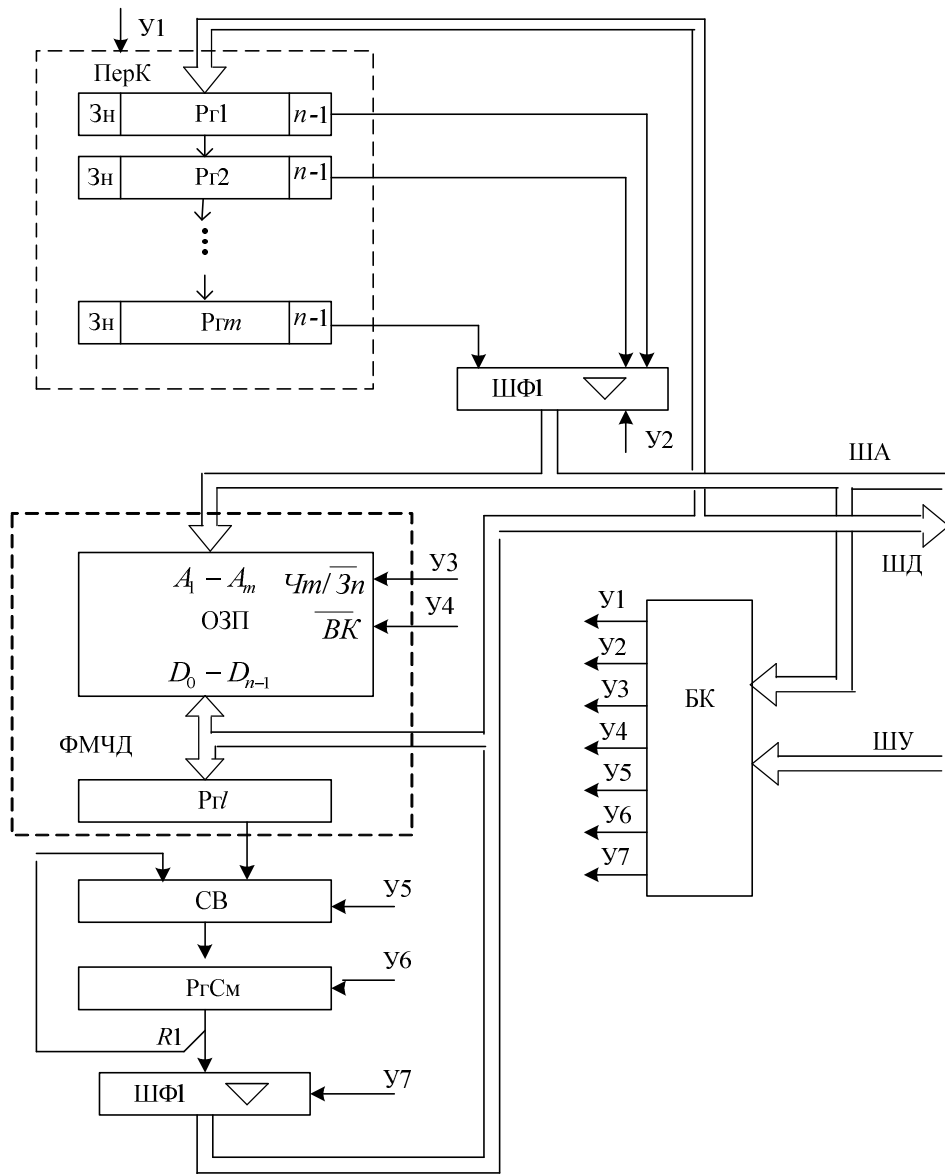 У1
ПерК
Зн Рг1 n-1
Зн Рг2 n-1
Зн Ргm n-1
ШФ1
У2
ША
ШД
A₁ – Aₘ Чт/З̅п̅
У3
ОЗП
У4
В̅К̅
D₀ – Dₙ₋₁
ФМЧД
Ргl
СВ
У5
РгСм
У6
R1
ШФ1
У7
У1
У2
У3
У4
У5
У6
У7
БК
ШУ